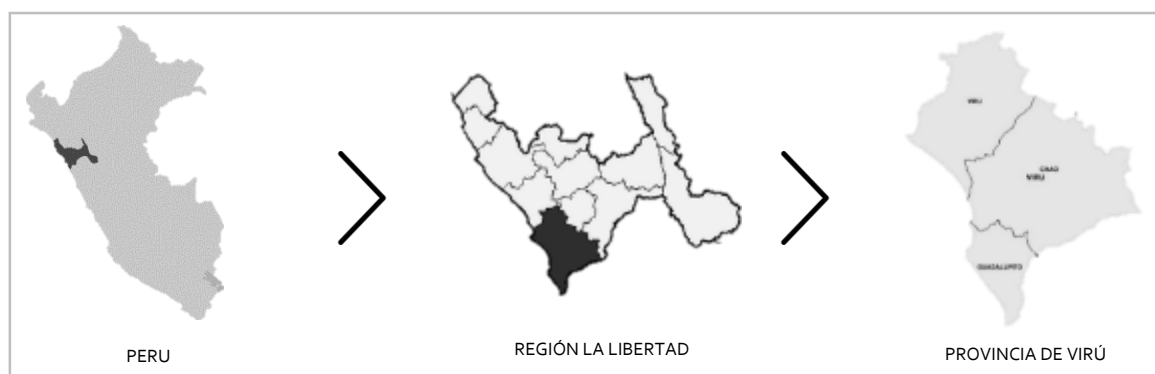 VIRU
CHAO
VIRU
GUADALUPITO
PERU
REGIÓN LA LIBERTAD
PROVINCIA DE VIRÚ